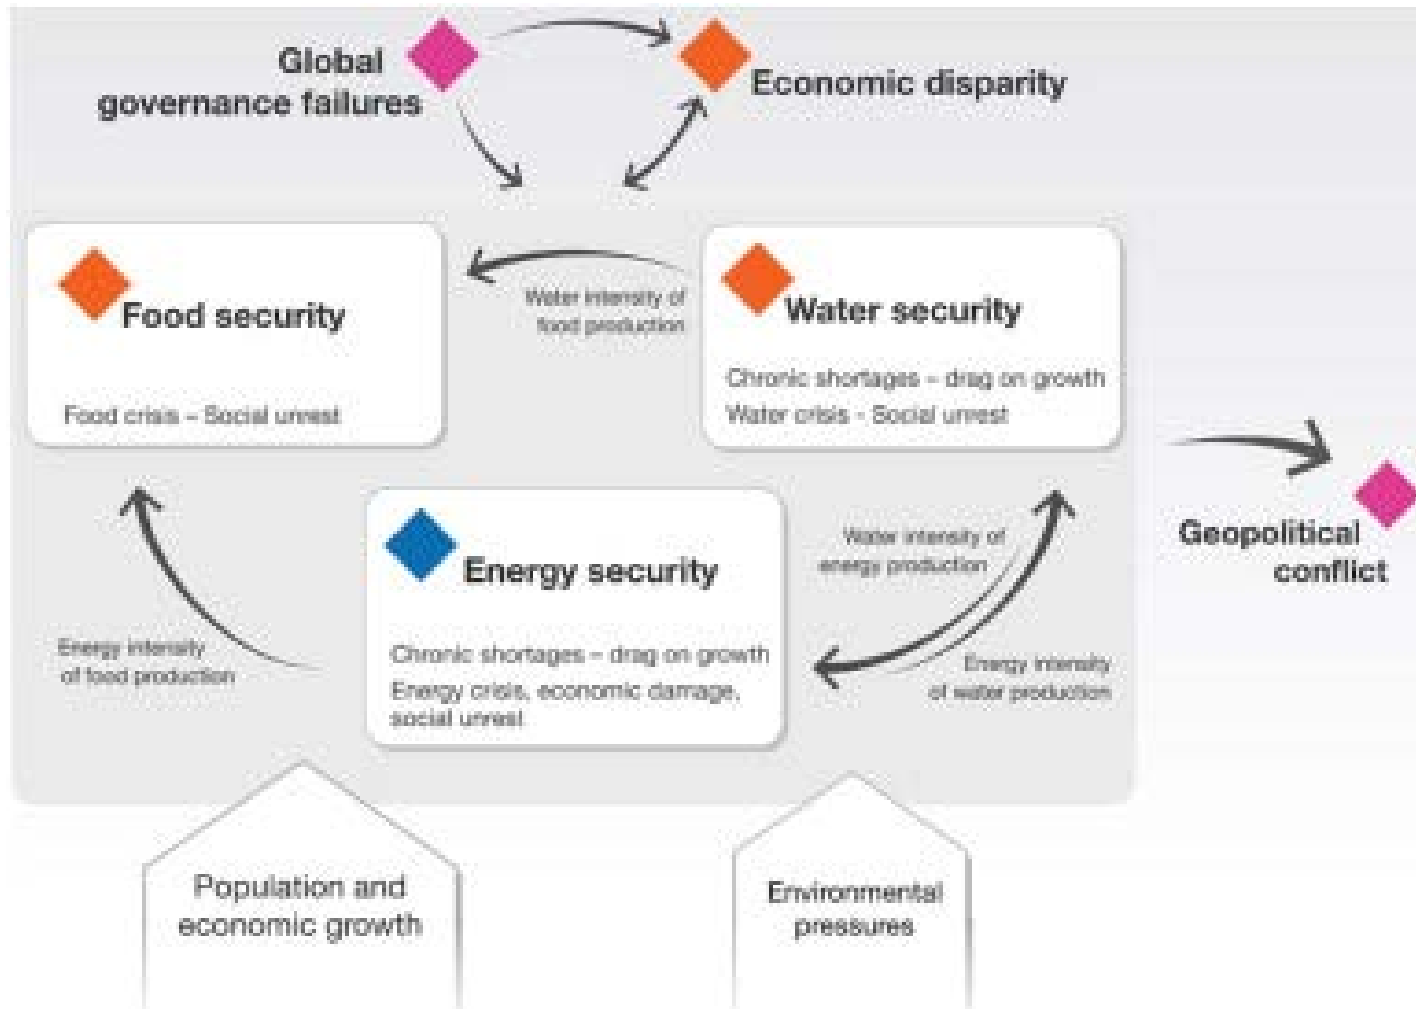 Global
governance failures
Economic disparity
Food security
Food crisis – Social unrest
Water intensity of
food production
Water security
Chronic shortages – drag on growth
Water crisis - Social unrest
Geopolitical
conflict
Energy security
Chronic shortages – drag on growth
Energy crisis, economic damage,
social unrest
Water intensity of
energy production
Energy intensity
of food production
Energy intensity
of water production
Population and
economic growth
Environmental
pressures